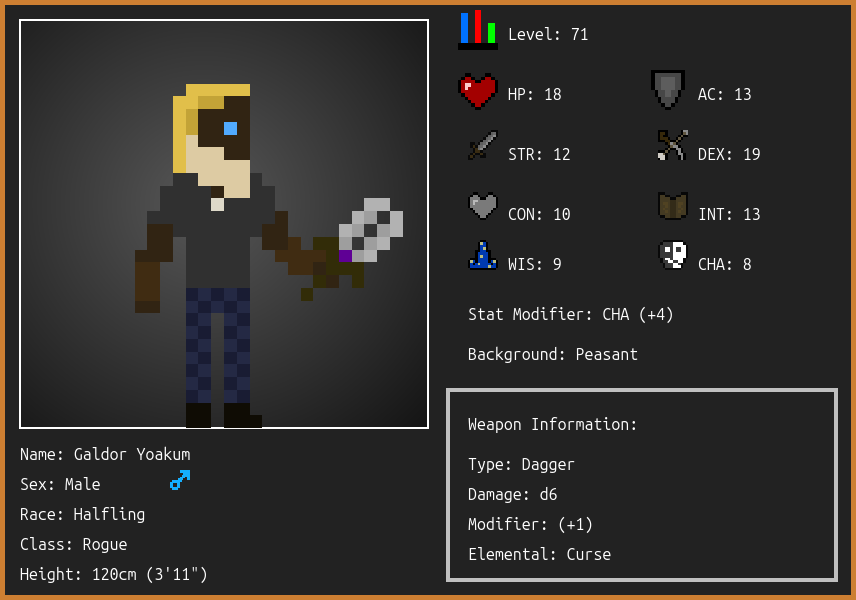 Level: 71
HP: 18
AC: 13
STR: 12
DEX: 19
CON: 10
INT: 13
WIS: 9
CHA: 8
Stat Modifier: CHA (+4)
Background: Peasant
Name: Galdor Yoakum
Sex: Male
Race: Halfling
Class: Rogue
Height: 120cm (3'11")
Weapon Information:
Type: Dagger
Damage: d6
Modifier: (+1)
Elemental: Curse